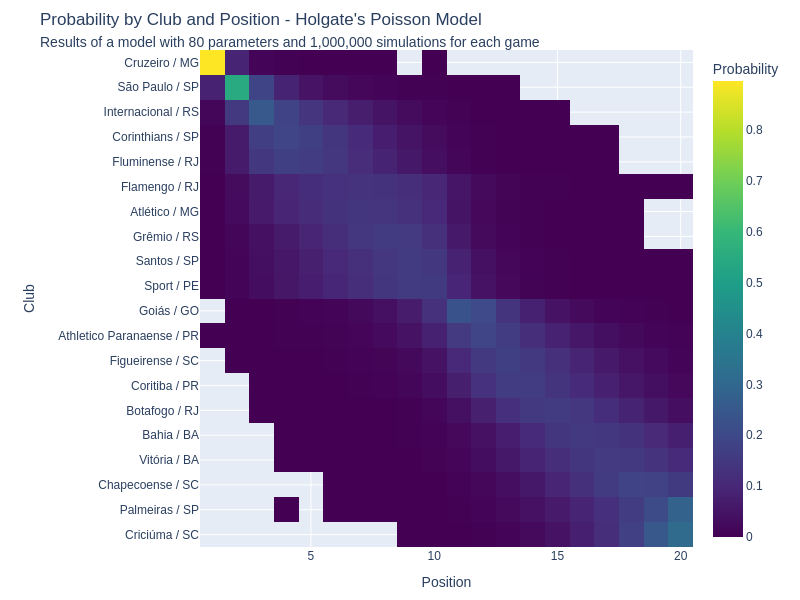 Probability by Club and Position - Holgate's Poisson Model
Results of a model with 80 parameters and 1,000,000 simulations for each game
Probability
Club
Cruzeiro / MG
São Paulo / SP
Internacional / RS
Corinthians / SP
Fluminense / RJ
Flamengo / RJ
Atlético / MG
Grêmio / RS
Santos / SP
Sport / PE
Goiás / GO
Athletico Paranaense / PR
Figueirense / SC
Coritiba / PR
Botafogo / RJ
Bahia / BA
Vitória / BA
Chapecoense / SC
Palmeiras / SP
Criciúma / SC
5 10 15 20
Position
0.8
0.7
0.6
0.5
0.4
0.3
0.2
0.1
0